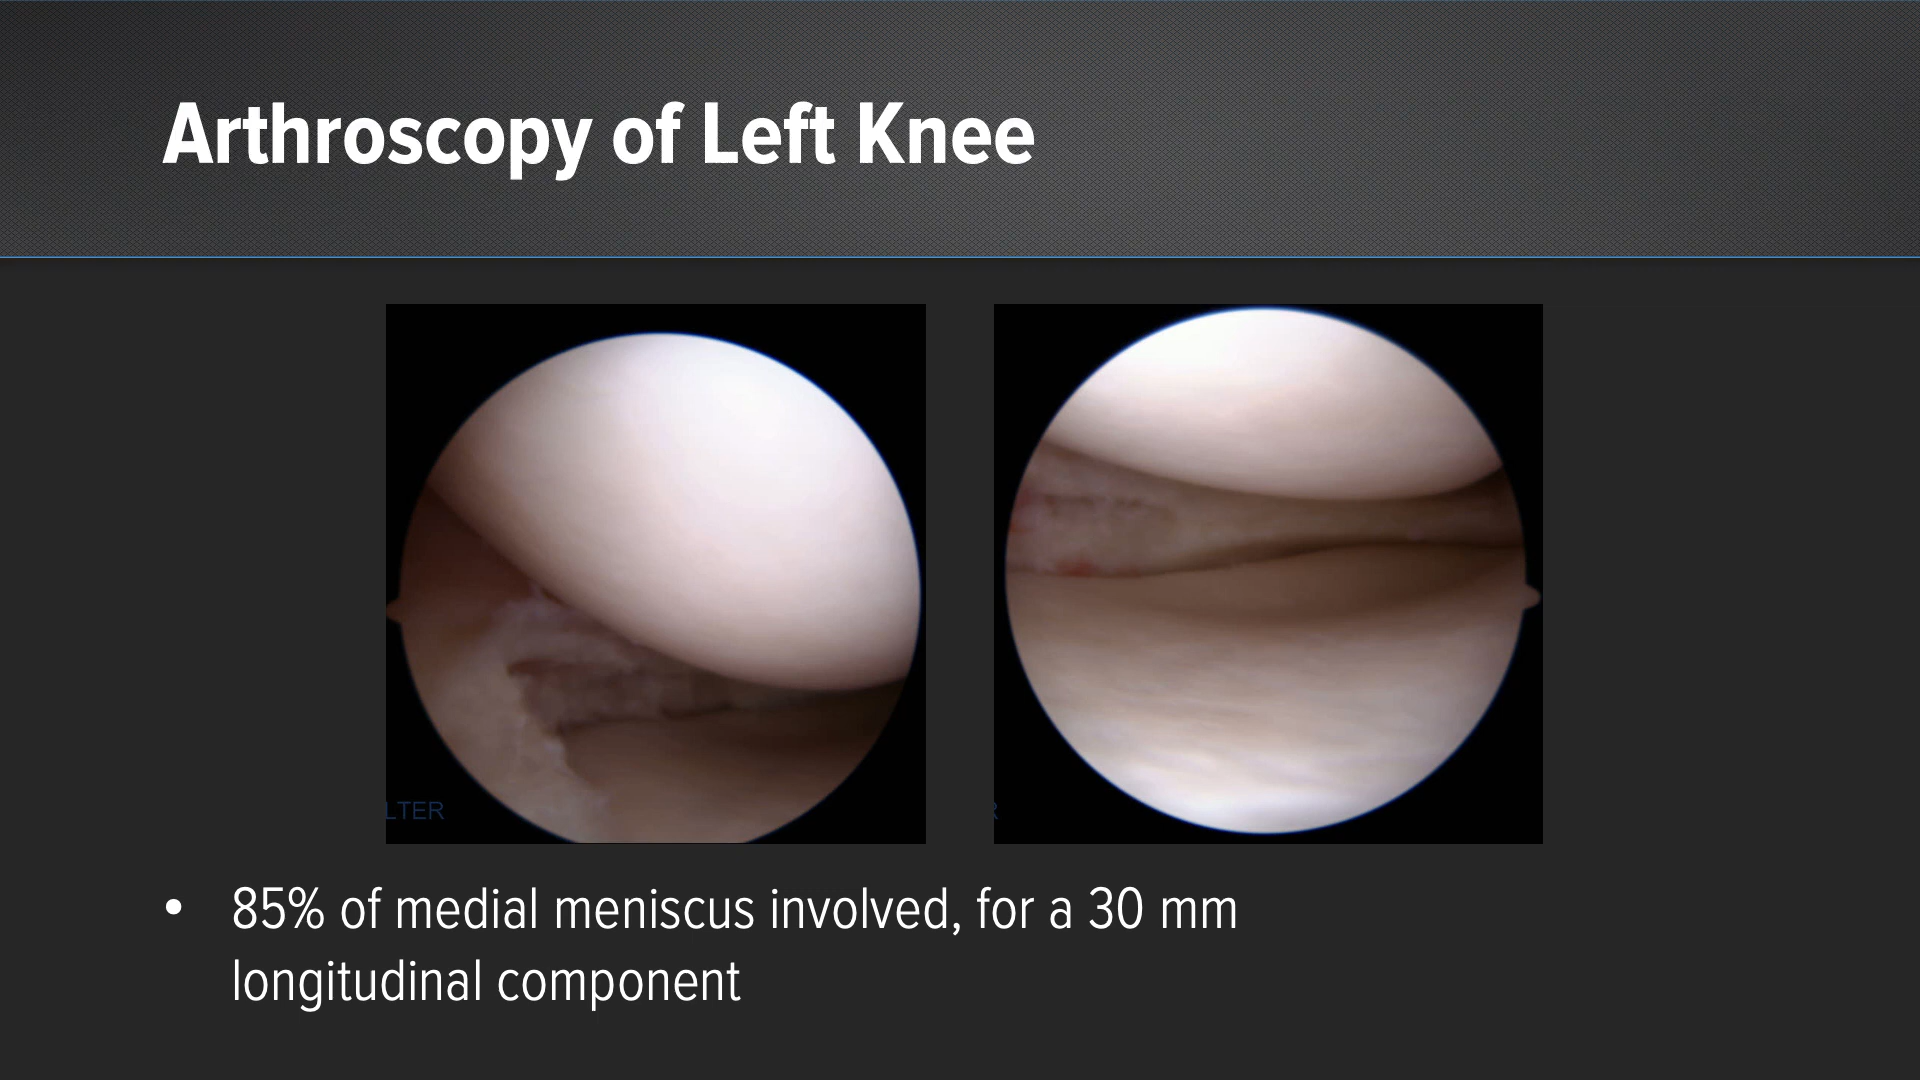 Arthroscopy of Left Knee
LTER
• 85% of medial meniscus involved, for a 30 mm
longitudinal component